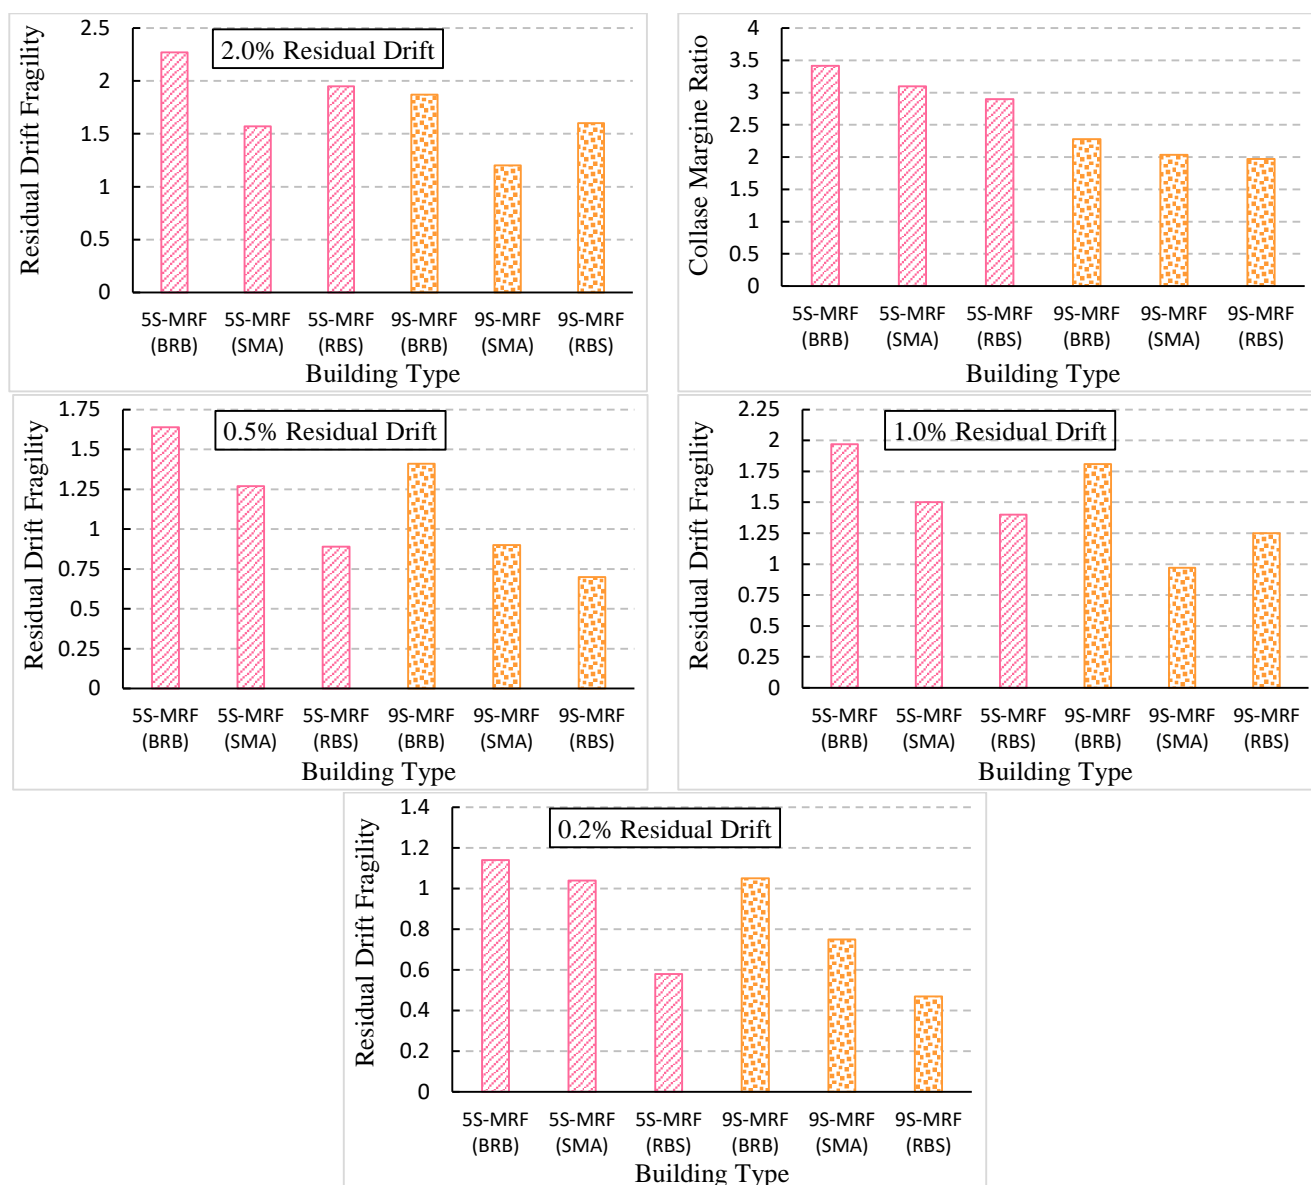 Residual Drift Fragility
2.0% Residual Drift
2.5
2
1.5
1
0.5
0
5S-MRF 5S-MRF 5S-MRF 9S-MRF 9S-MRF 9S-MRF
(BRB) (SMA) (RBS) (BRB) (SMA) (RBS)
Building Type
Collase Margine Ratio
4
3.5
3
2.5
2
1.5
1
0.5
0
5S-MRF 5S-MRF 5S-MRF 9S-MRF 9S-MRF 9S-MRF
(BRB) (SMA) (RBS) (BRB) (SMA) (RBS)
Building Type
Residual Drift Fragility
0.5% Residual Drift
1.75
1.5
1.25
1
0.75
0.5
0.25
0
5S-MRF 5S-MRF 5S-MRF 9S-MRF 9S-MRF 9S-MRF
(BRB) (SMA) (RBS) (BRB) (SMA) (RBS)
Building Type
Residual Drift Fragility
1.0% Residual Drift
2.25
2
1.75
1.5
1.25
1
0.75
0.5
0.25
0
5S-MRF 5S-MRF 5S-MRF 9S-MRF 9S-MRF 9S-MRF
(BRB) (SMA) (RBS) (BRB) (SMA) (RBS)
Building Type
Residual Drift Fragility
0.2% Residual Drift
1.4
1.2
1
0.8
0.6
0.4
0.2
0
5S-MRF 5S-MRF 5S-MRF 9S-MRF 9S-MRF 9S-MRF
(BRB) (SMA) (RBS) (BRB) (SMA) (RBS)
Building Type